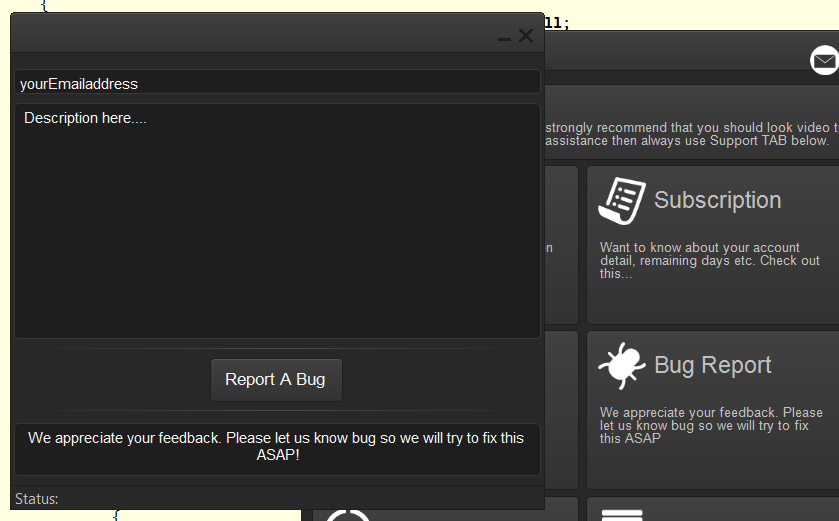 {
11;
yourEmailaddress
Description here....
Report A Bug
We appreciate your feedback. Please let us know bug so we will try to fix this
ASAP!
Status:
{
strongly recommend that you should look video t
assistance then always use Support TAB below.
n
Subscription
Want to know about your account
detail, remaining days etc. Check out
this...
Bug Report
We appreciate your feedback. Please
let us know bug so we will try to fix
this ASAP